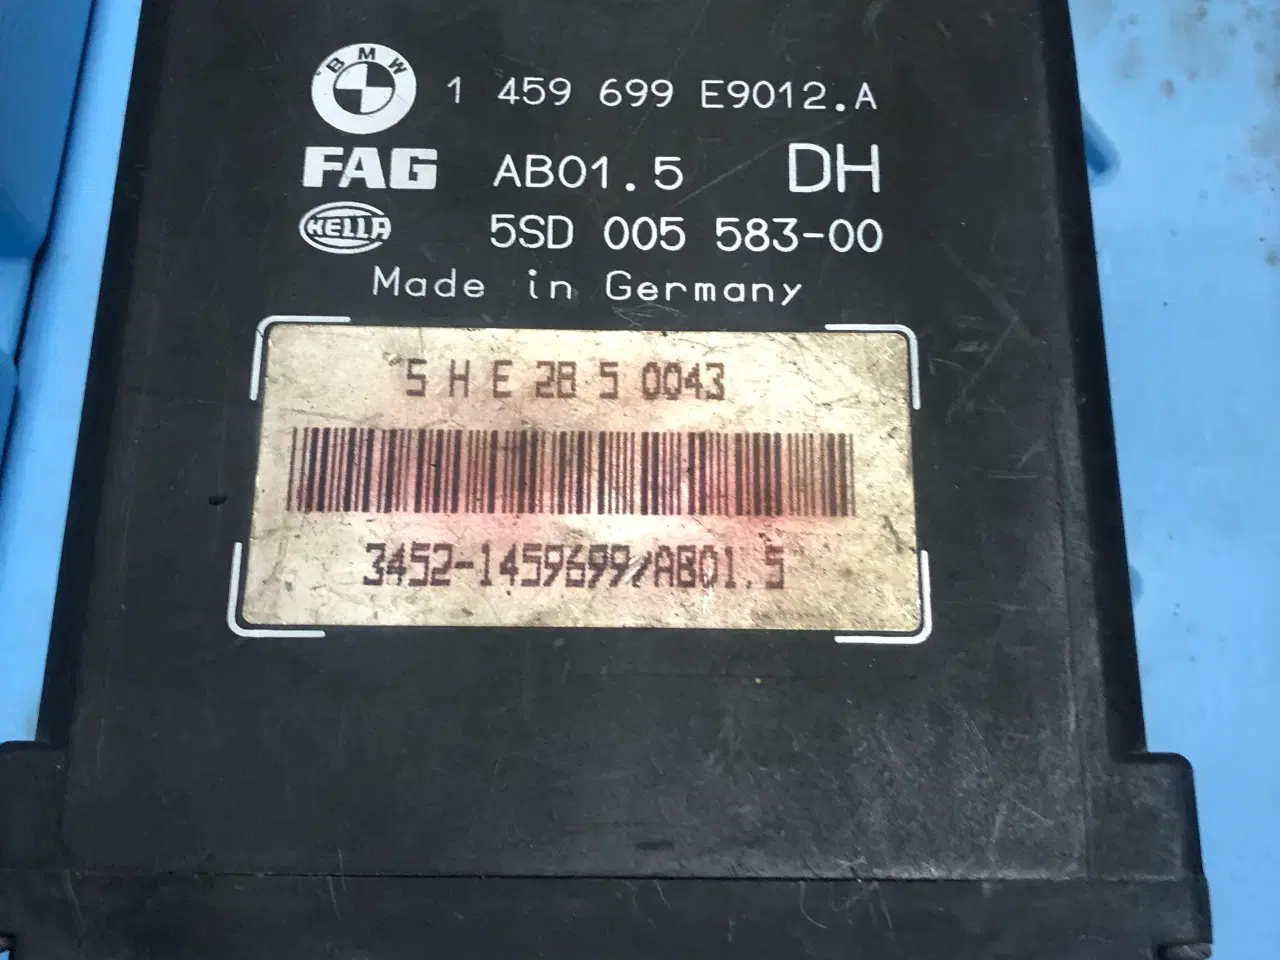 BMW 1 459 699 E9012.A
FAG AB01.5 DH
HELLA 5SD 005 583-00
Made in Germany
5 H E 28 5 0043
3452-1459699/AB01.5